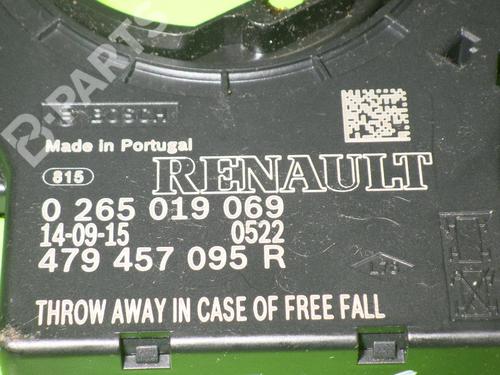 B-PARTS
BOSCH
Made in Portugal
815 RENAULT
0 265 019 069
14-09-15 0522
479 457 095 R
THROW AWAY IN CASE OF FREE FALL